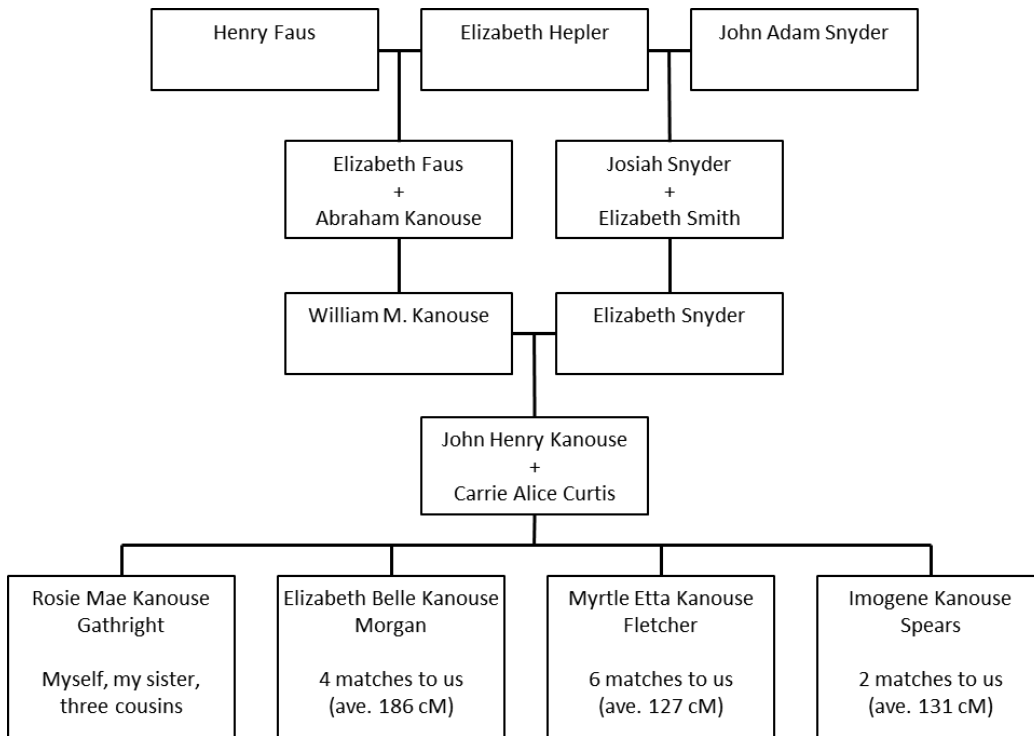 Henry Faus
Elizabeth Hepler
John Adam Snyder
Elizabeth Faus
+
Abraham Kanouse
Josiah Snyder
+
Elizabeth Smith
William M. Kanouse
Elizabeth Snyder
John Henry Kanouse
+
Carrie Alice Curtis
Rosie Mae Kanouse
Gathright
Myself, my sister,
three cousins
Elizabeth Belle Kanouse
Morgan
4 matches to us
(ave. 186 cM)
Myrtle Etta Kanouse
Fletcher
6 matches to us
(ave. 127 cM)
Imogene Kanouse
Spears
2 matches to us
(ave. 131 cM)